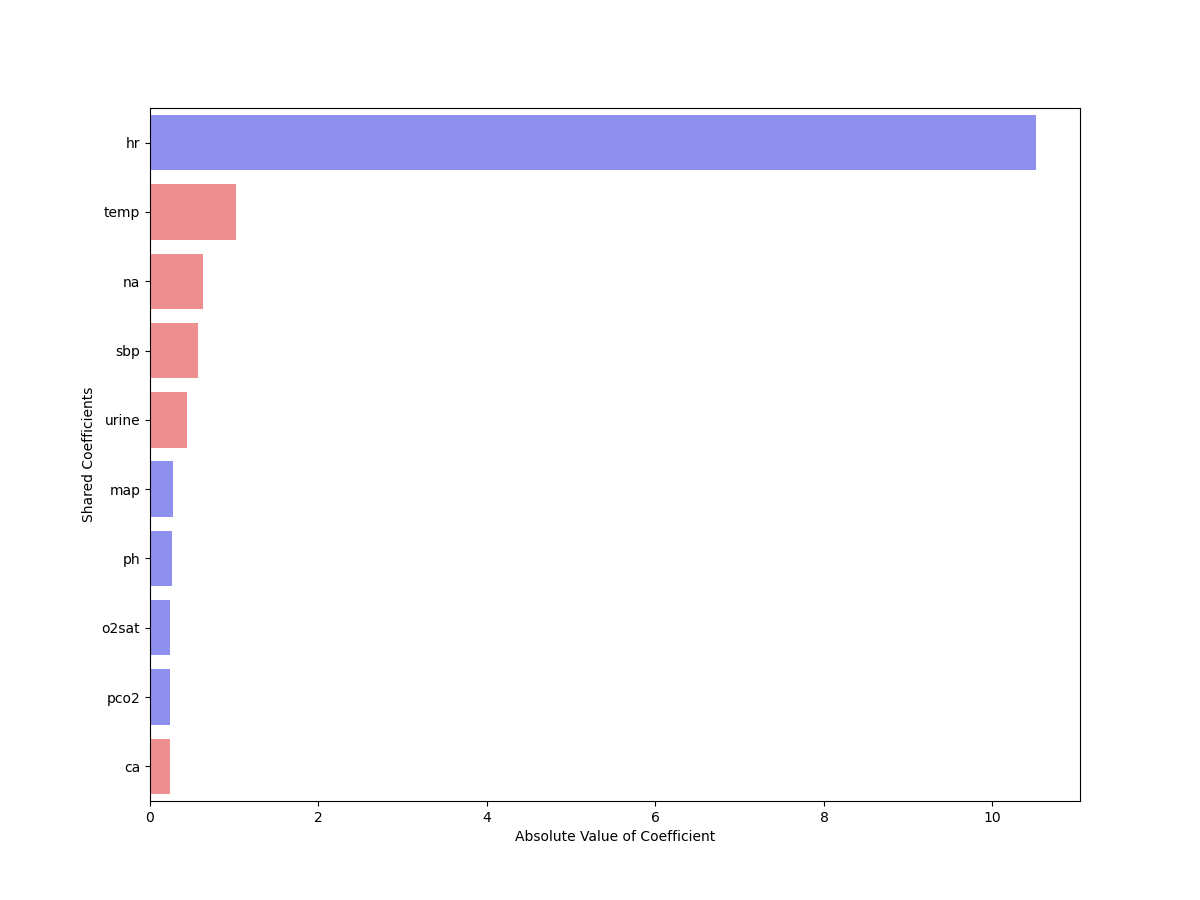 hr
temp
na
sbp
urine
map
ph
o2sat
pco2
ca
Shared Coefficients
0 2 4 6 8 10
Absolute Value of Coefficient